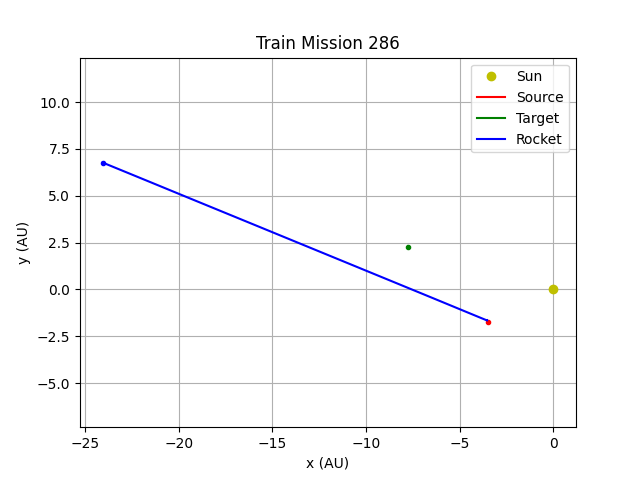 Train Mission 286
Sun
Source
Target
Rocket
10.0
7.5
5.0
2.5
0.0
−2.5
−5.0
y (AU)
−25
−20
−15
−10
−5
0
x (AU)